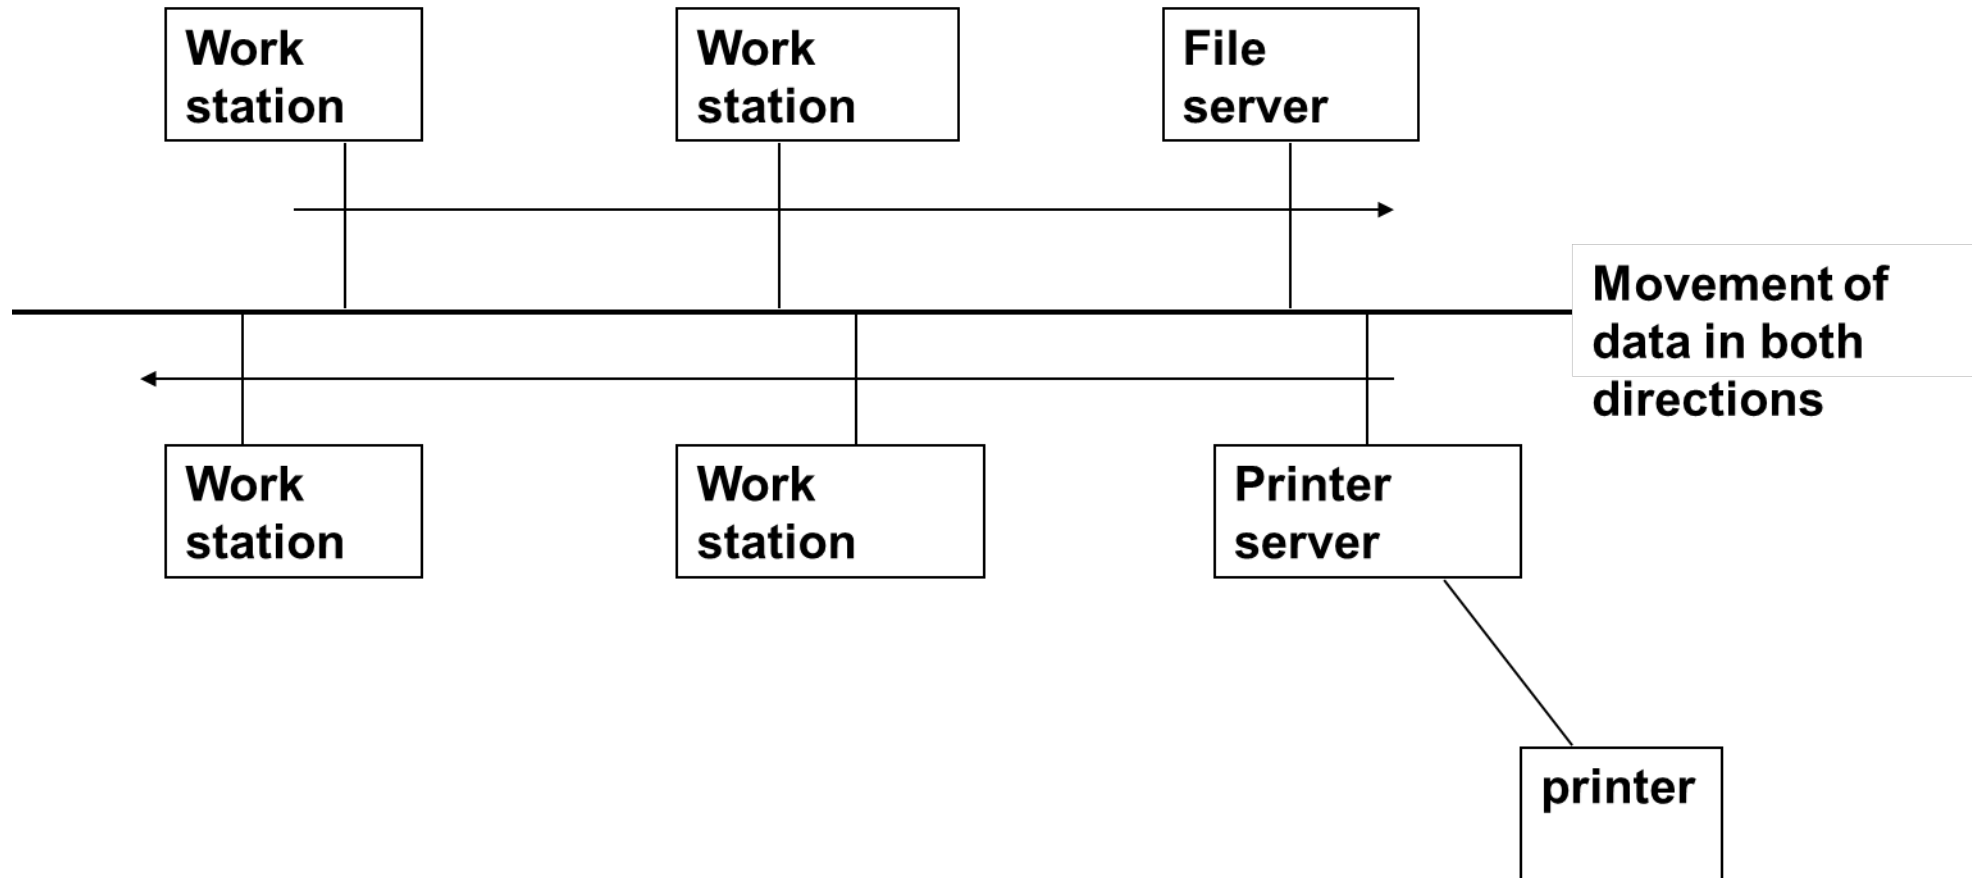 Work
station
Work
station
File
server
Movement of
data in both
directions
Work
station
Work
station
Printer
server
printer